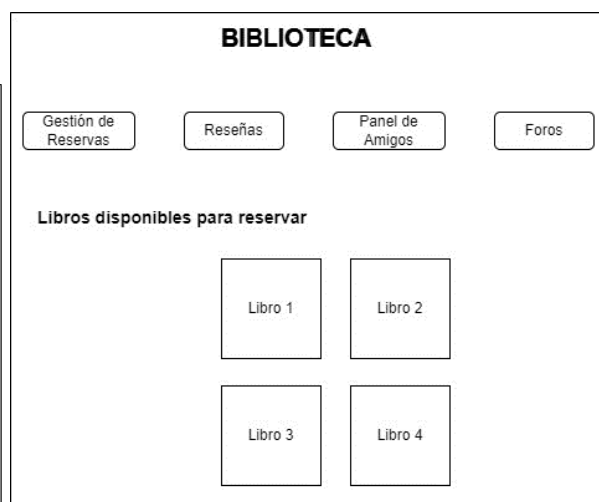 BIBLIOTECA
Gestión de
Reservas
Reseñas
Panel de
Amigos
Foros
Libros disponibles para reservar
Libro 1
Libro 2
Libro 3
Libro 4